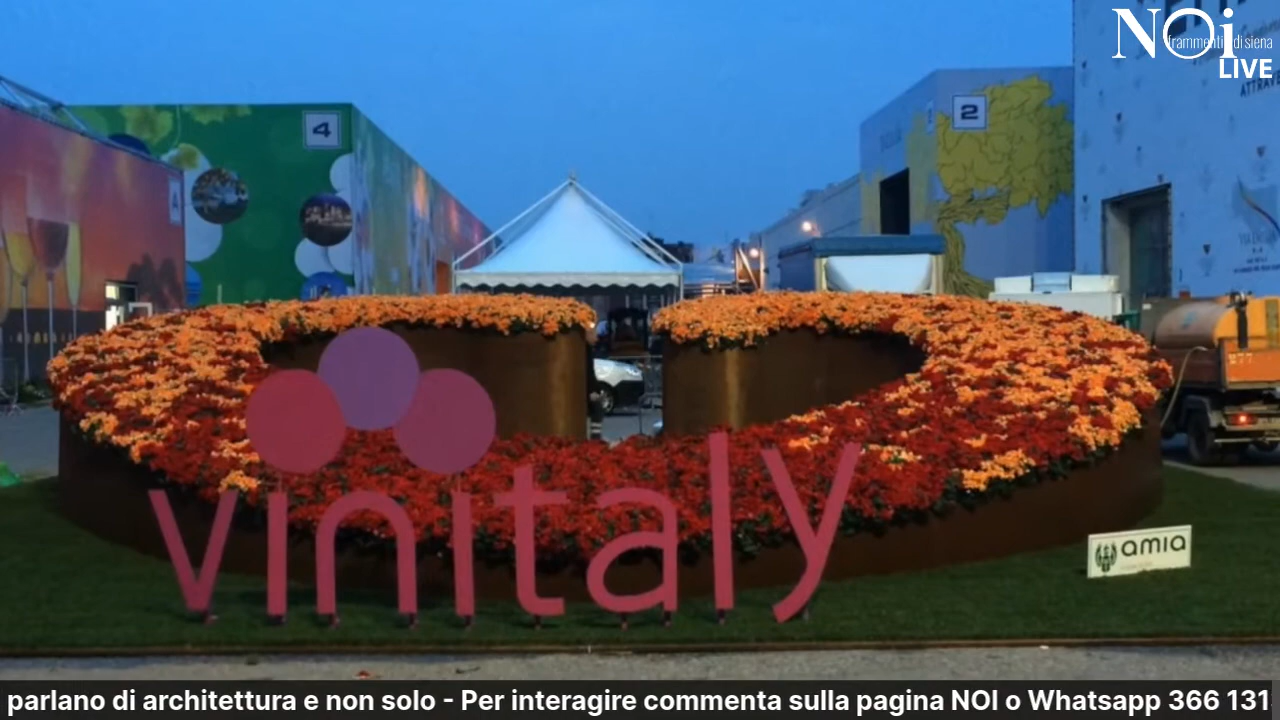 NOi
frammenti di siena
LIVE
4
2
vinitaly
amia
877
parlano di architettura e non solo - Per interagire commenta sulla pagina NOI o Whatsapp 366 131